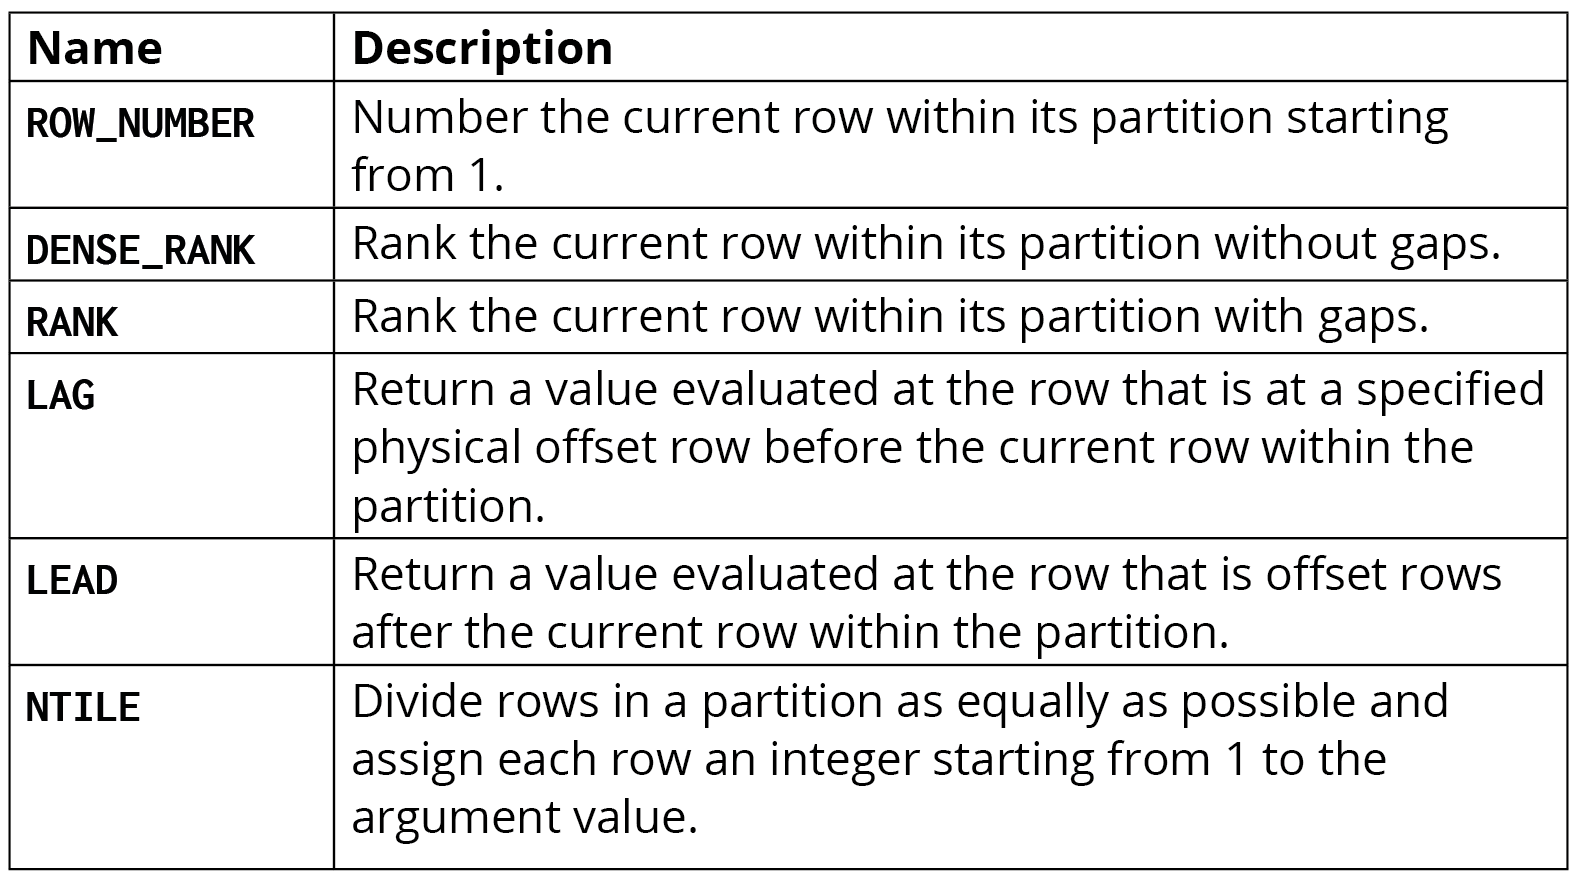 Name Description
ROW_NUMBER Number the current row within its partition starting
from 1.
DENSE_RANK Rank the current row within its partition without gaps.
RANK Rank the current row within its partition with gaps.
LAG Return a value evaluated at the row that is at a specified
physical offset row before the current row within the
partition.
LEAD Return a value evaluated at the row that is offset rows
after the current row within the partition.
NTILE Divide rows in a partition as equally as possible and
assign each row an integer starting from 1 to the
argument value.